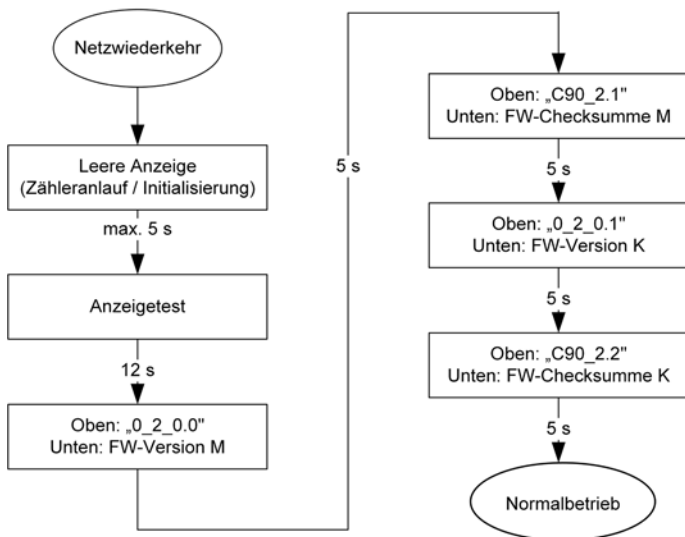 Netzwiederkehr
Leere Anzeige
(Zähleranlauf / Initialisierung)
max. 5 s
Anzeigetest
12 s
Oben: „0_2_0.0"
Unten: FW-Version M
5 s
Oben: „C90_2.1"
Unten: FW-Checksumme M
5 s
Oben: „0_2_0.1"
Unten: FW-Version K
5 s
Oben: „C90_2.2"
Unten: FW-Checksumme K
5 s
Normalbetrieb